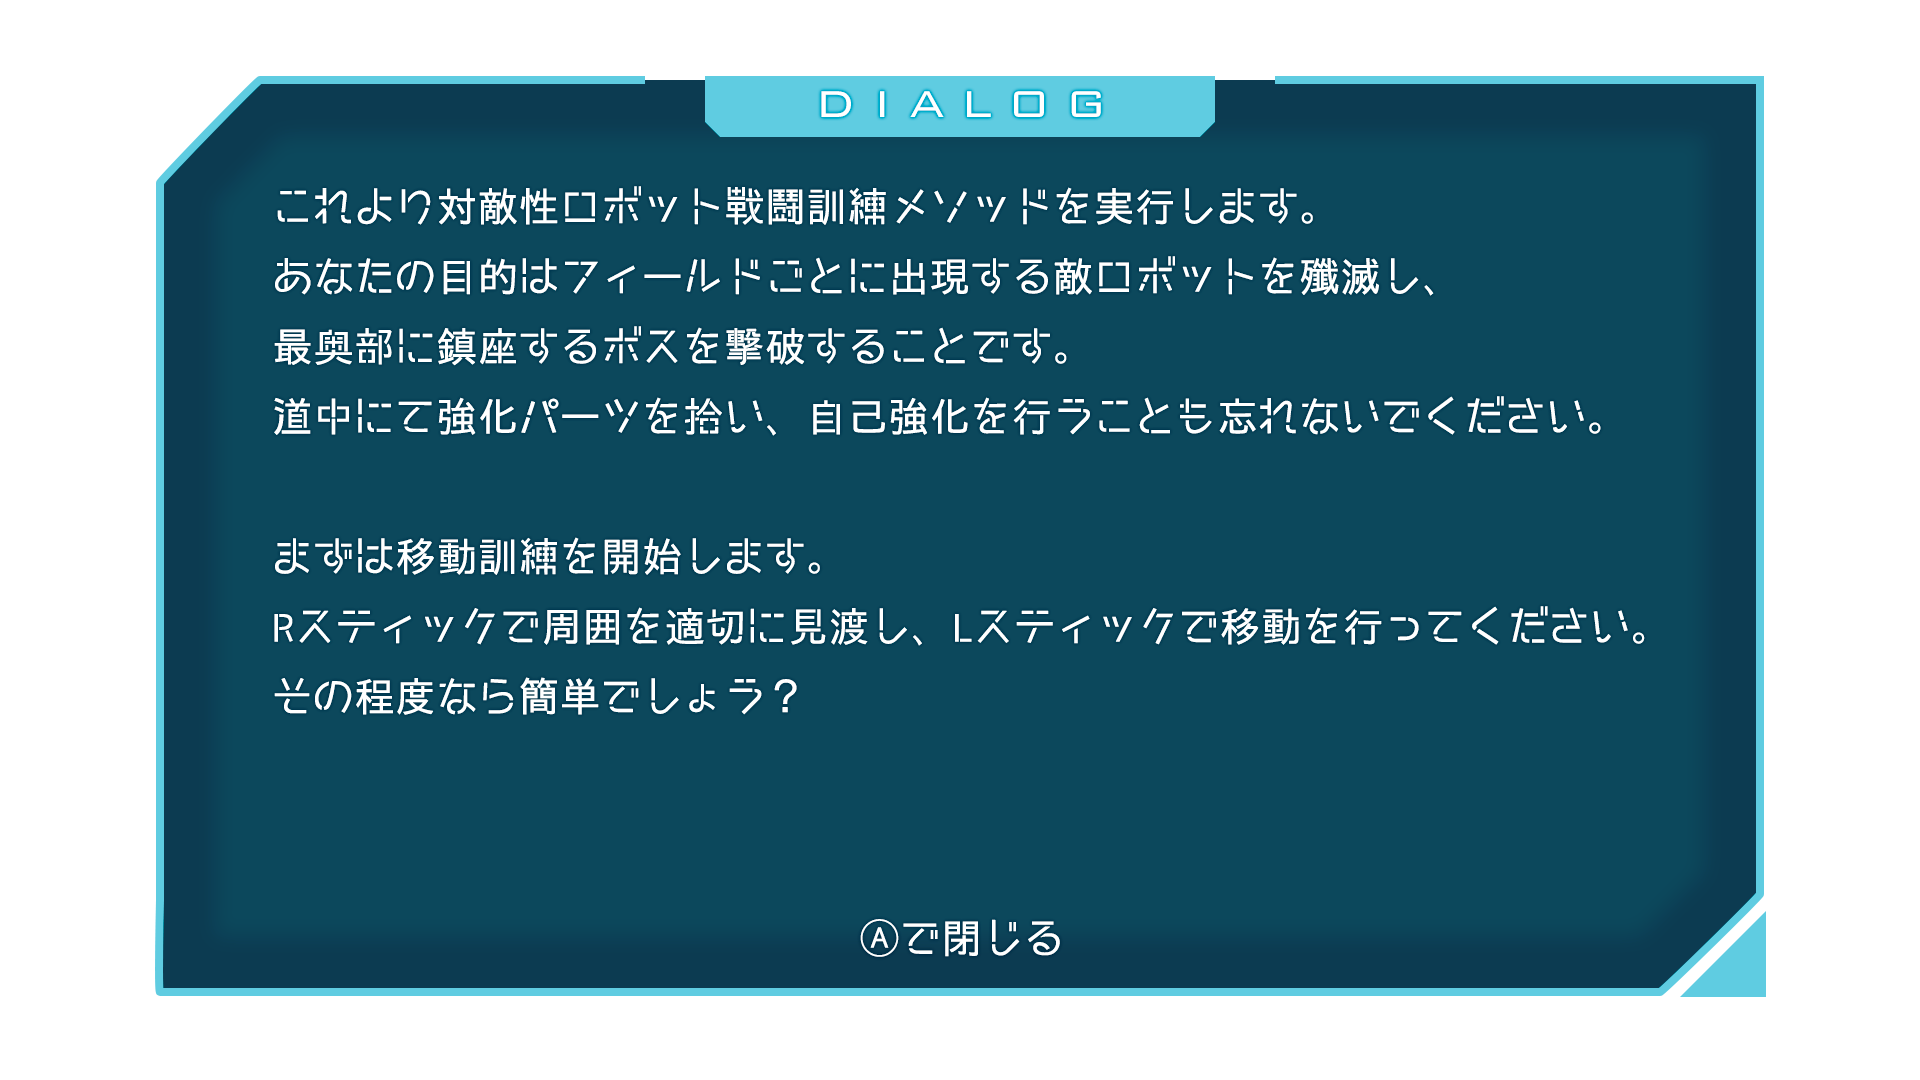 DIALOG
これより対敵性ロボット戦闘訓練メソッドを実行します。
あなたの目的はフィールドごとに出現する敵ロボットを殲滅し、
最奥部に鎮座するボスを撃破することです。
道中にて強化パーツを拾い、自己強化を行うことも忘れないでください。
まずは移動訓練を開始します。
Rスティックで周囲を適切に見渡し、Lスティックで移動を行ってください。
その程度なら簡単でしょう？
Ⓐで閉じる